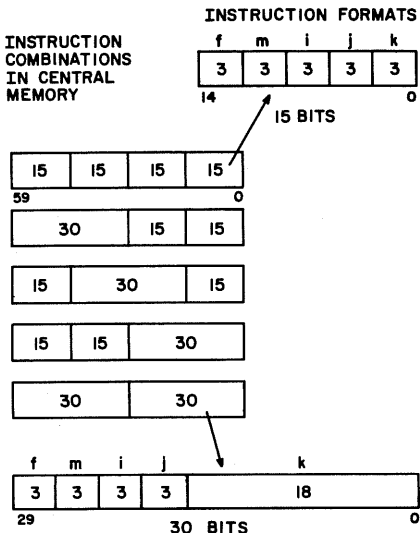 INSTRUCTION FORMATS
INSTRUCTION
COMBINATIONS
IN CENTRAL
MEMORY
f m i j k
3 3 3 3 3
14 0
15 BITS
15 15 15 15
59 0
30 15 15
15 30 15
15 15 30
30 30
f m i j k
3 3 3 3 18
29 0
30 BITS